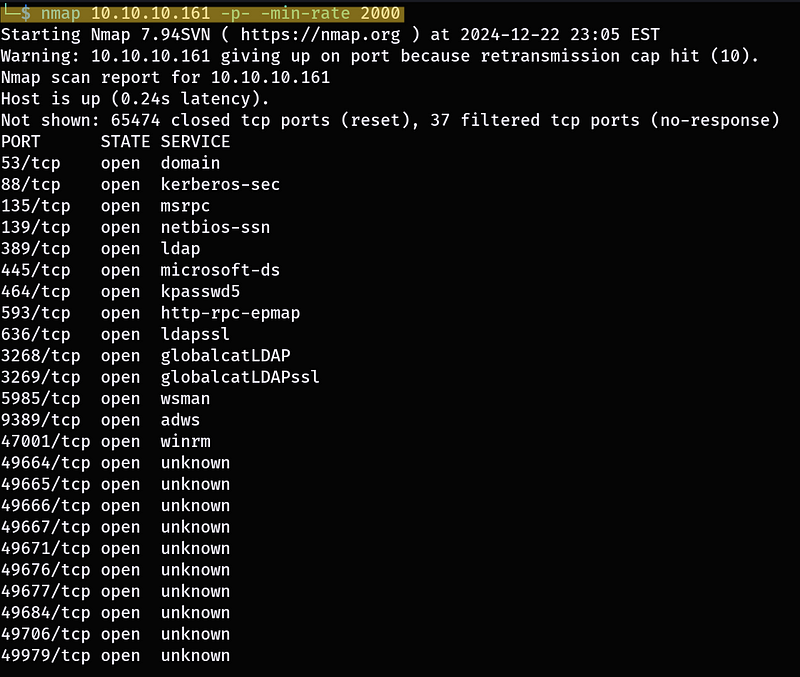 └─$ nmap 10.10.10.161 -p- -min-rate 2000
Starting Nmap 7.94SVN ( https://nmap.org ) at 2024-12-22 23:05 EST
Warning: 10.10.10.161 giving up on port because retransmission cap hit (10).
Nmap scan report for 10.10.10.161
Host is up (0.24s latency).
Not shown: 65474 closed tcp ports (reset), 37 filtered tcp ports (no-response)
PORT      STATE SERVICE
53/tcp    open  domain
88/tcp    open  kerberos-sec
135/tcp   open  msrpc
139/tcp   open  netbios-ssn
389/tcp   open  ldap
445/tcp   open  microsoft-ds
464/tcp   open  kpasswd5
593/tcp   open  http-rpc-epmap
636/tcp   open  ldapssl
3268/tcp  open  globalcatLDAP
3269/tcp  open  globalcatLDAPssl
5985/tcp  open  wsman
9389/tcp  open  adws
47001/tcp open  winrm
49664/tcp open  unknown
49665/tcp open  unknown
49666/tcp open  unknown
49667/tcp open  unknown
49671/tcp open  unknown
49676/tcp open  unknown
49677/tcp open  unknown
49684/tcp open  unknown
49706/tcp open  unknown
49979/tcp open  unknown